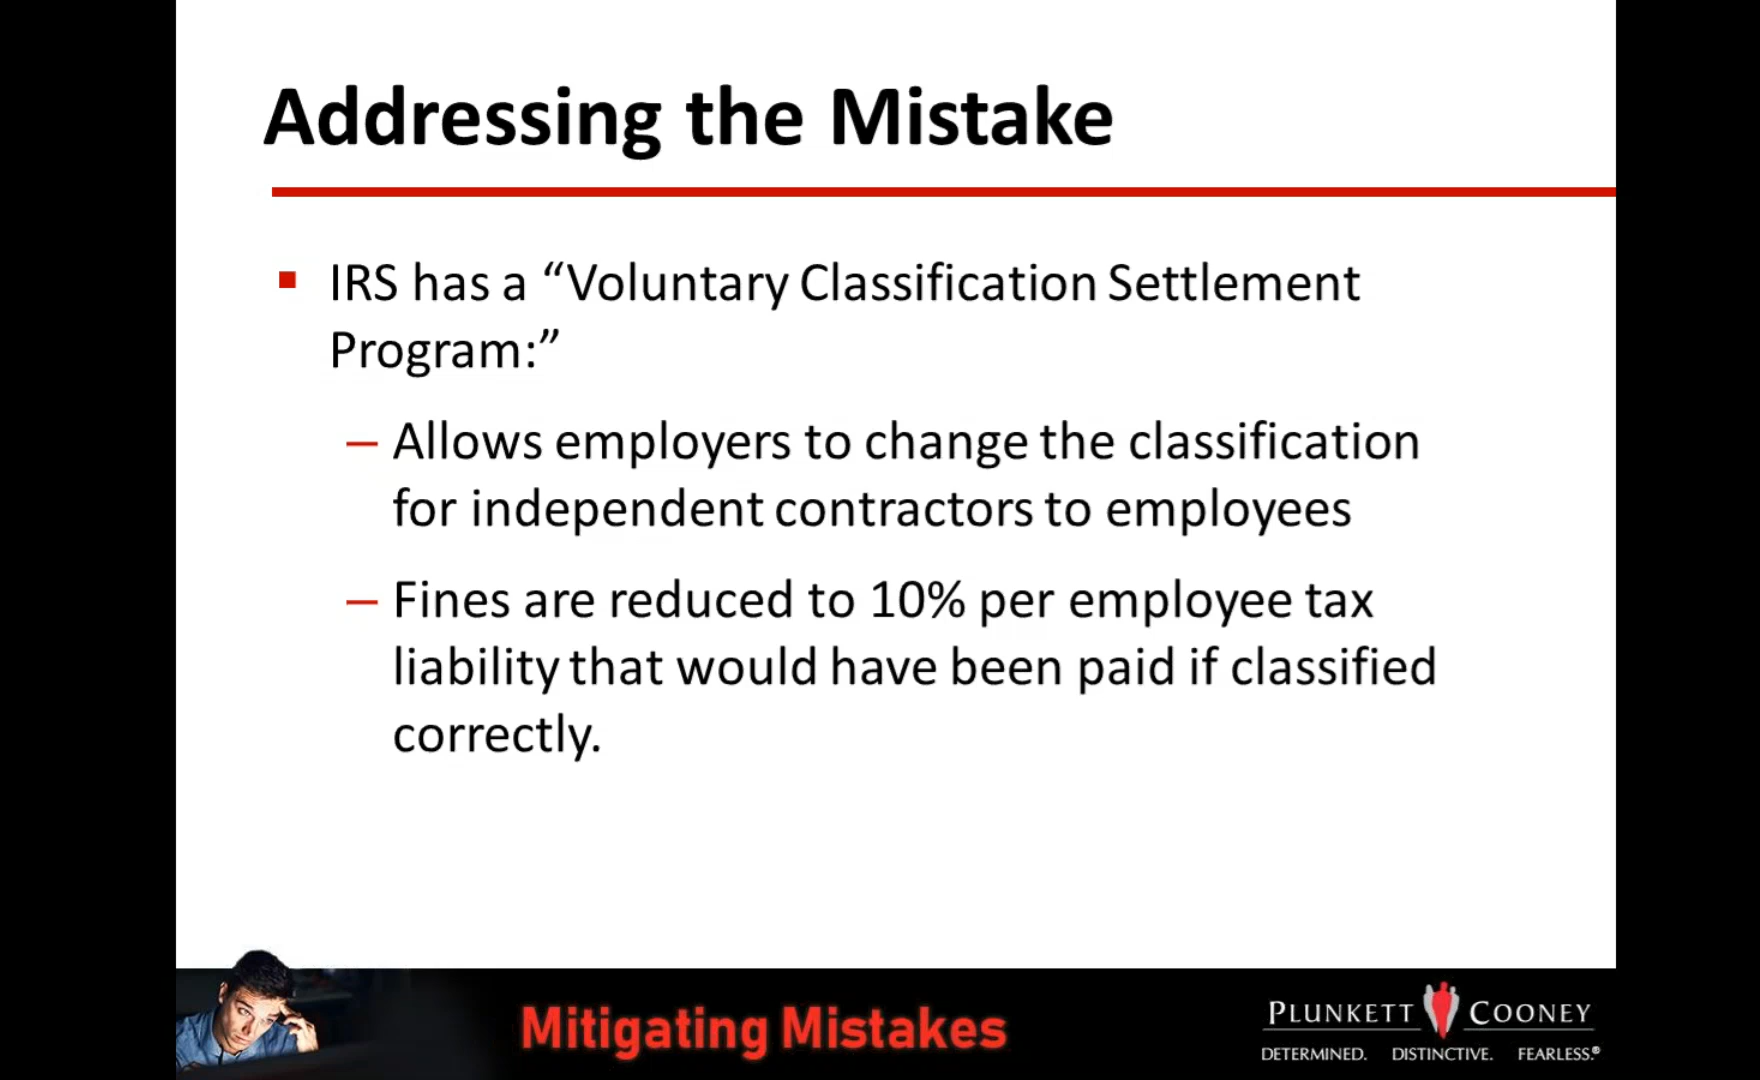 Addressing the Mistake
▪ IRS has a “Voluntary Classification Settlement
Program:”
– Allows employers to change the classification
for independent contractors to employees
– Fines are reduced to 10% per employee tax
liability that would have been paid if classified
correctly.
Mitigating Mistakes
PLUNKETT COONEY
DETERMINED. DISTINCTIVE. FEARLESS.®